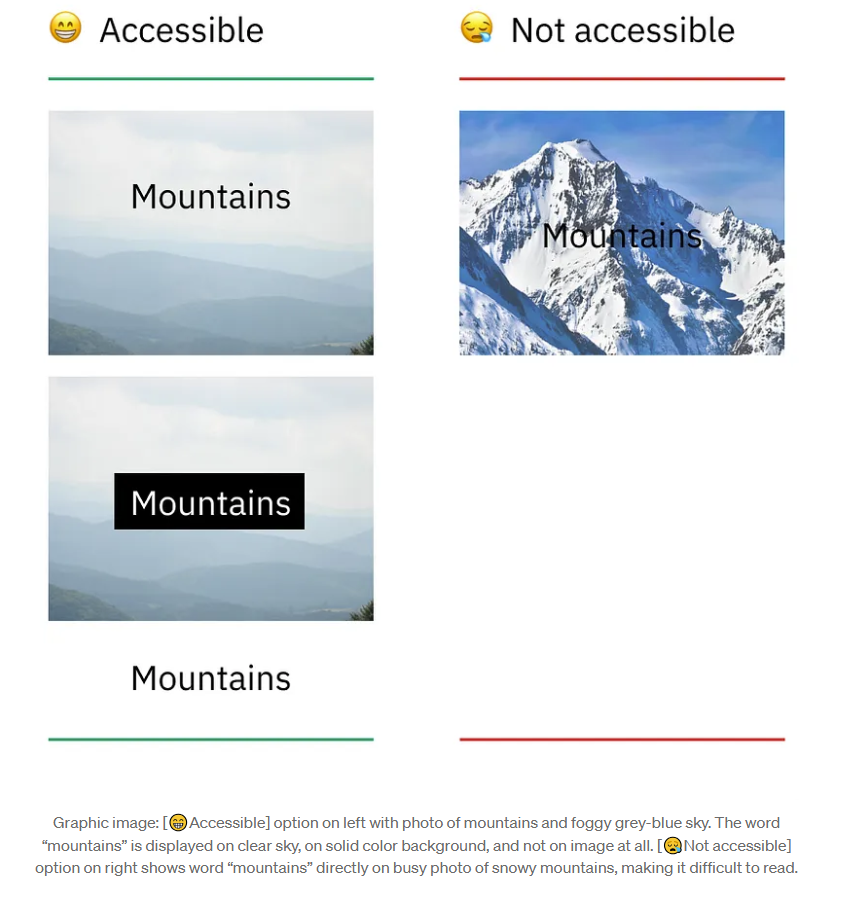 😁 Accessible
😪 Not accessible
Mountains
Mountains
Mountains
Mountains
Graphic image: [😁Accessible] option on left with photo of mountains and foggy grey-blue sky. The word
“mountains” is displayed on clear sky, on solid color background, and not on image at all. [😪Not accessible]
option on right shows word “mountains” directly on busy photo of snowy mountains, making it difficult to read.